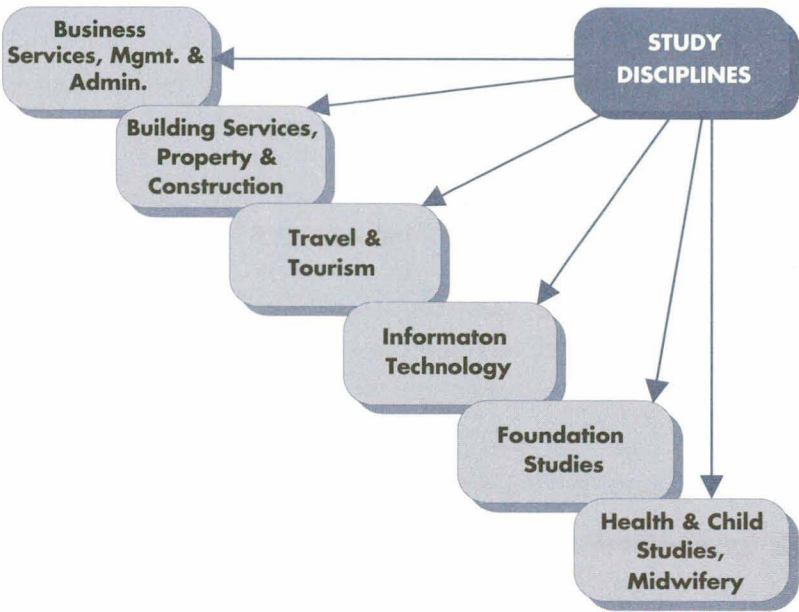 STUDY
DISCIPLINES
Business
Services, Mgmt. &
Admin.
Building Services,
Property &
Construction
Travel &
Tourism
Informaton
Technology
Foundation
Studies
Health & Child
Studies,
Midwifery